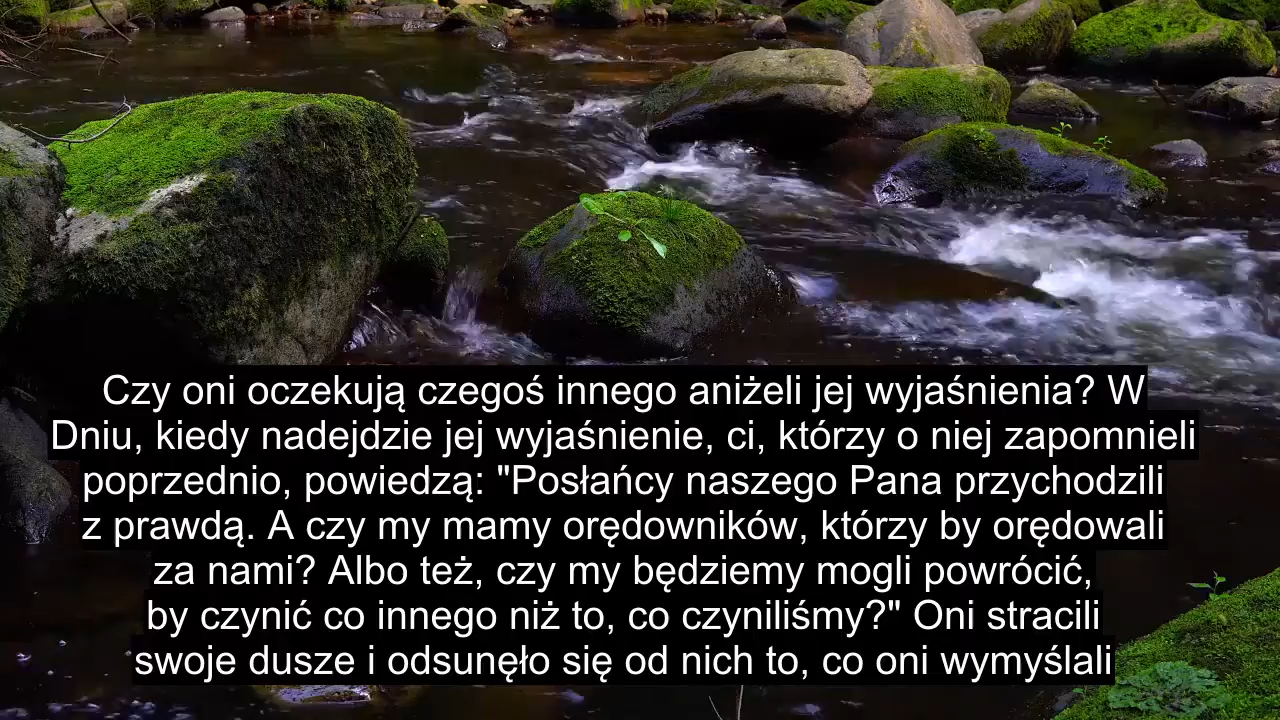 Czy oni oczekują czegoś innego aniżeli jej wyjaśnienia? W
Dniu, kiedy nadejdzie jej wyjaśnienie, ci, którzy o niej zapomnieli
poprzednio, powiedzą: "Posłańcy naszego Pana przychodzili
z prawdą. A czy my mamy orędowników, którzy by orędowali
za nami? Albo też, czy my będziemy mogli powrócić,
by czynić co innego niż to, co czyniliśmy?" Oni stracili
swoje dusze i odsunęło się od nich to, co oni wymyślali